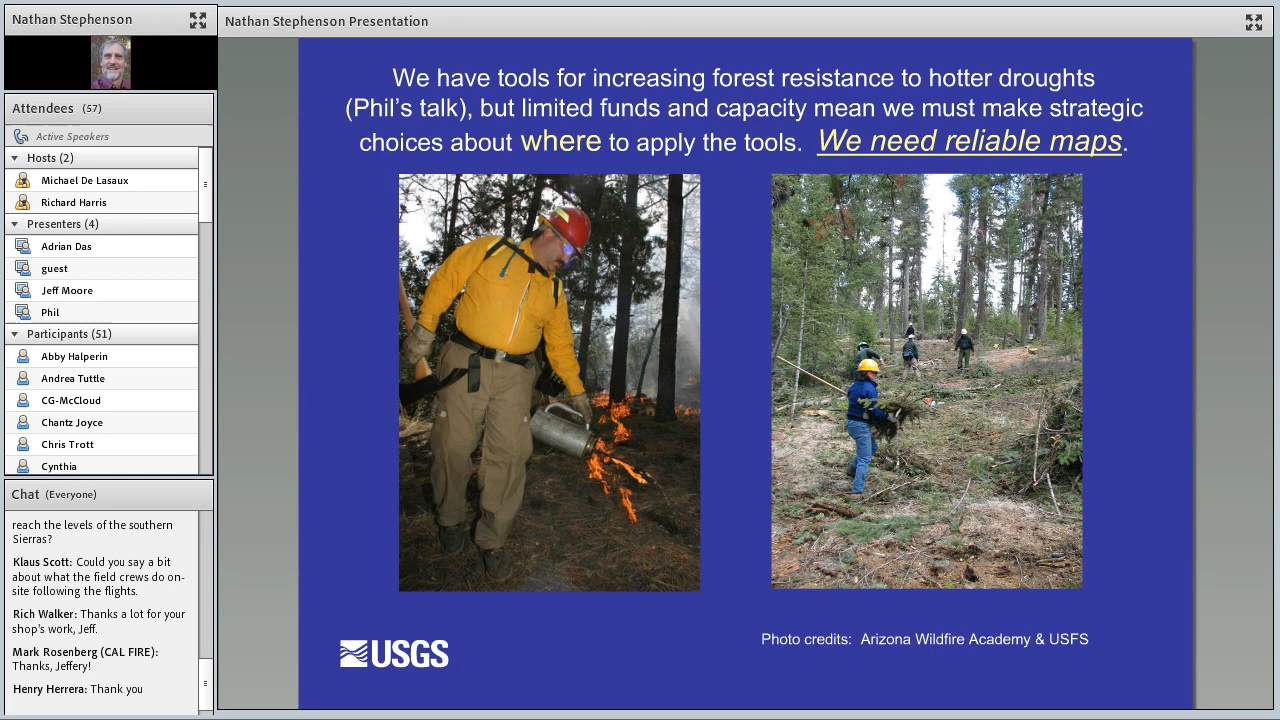 Nathan Stephenson
Attendees (57)
Active Speakers
Hosts (2)
Michael De Lasaux
Richard Harris
Presenters (4)
Adrian Das
guest
Jeff Moore
Phil
Participants (51)
Abby Halperin
Andrea Tuttle
CG-McCloud
Chantz Joyce
Chris Trott
Cynthia
Chat (Everyone)
reach the levels of the southern
Sierras?
Klaus Scott: Could you say a bit
about what the field crews do on-
site following the flights.
Rich Walker: Thanks a lot for your
shop's work, Jeff.
Mark Rosenberg (CAL FIRE):
Thanks, Jeffery!
Henry Herrera: Thank you
Nathan Stephenson Presentation
We have tools for increasing forest resistance to hotter droughts
(Phil's talk), but limited funds and capacity mean we must make strategic
choices about where to apply the tools. We need reliable maps.
USGS
Photo credits: Arizona Wildfire Academy & USFS